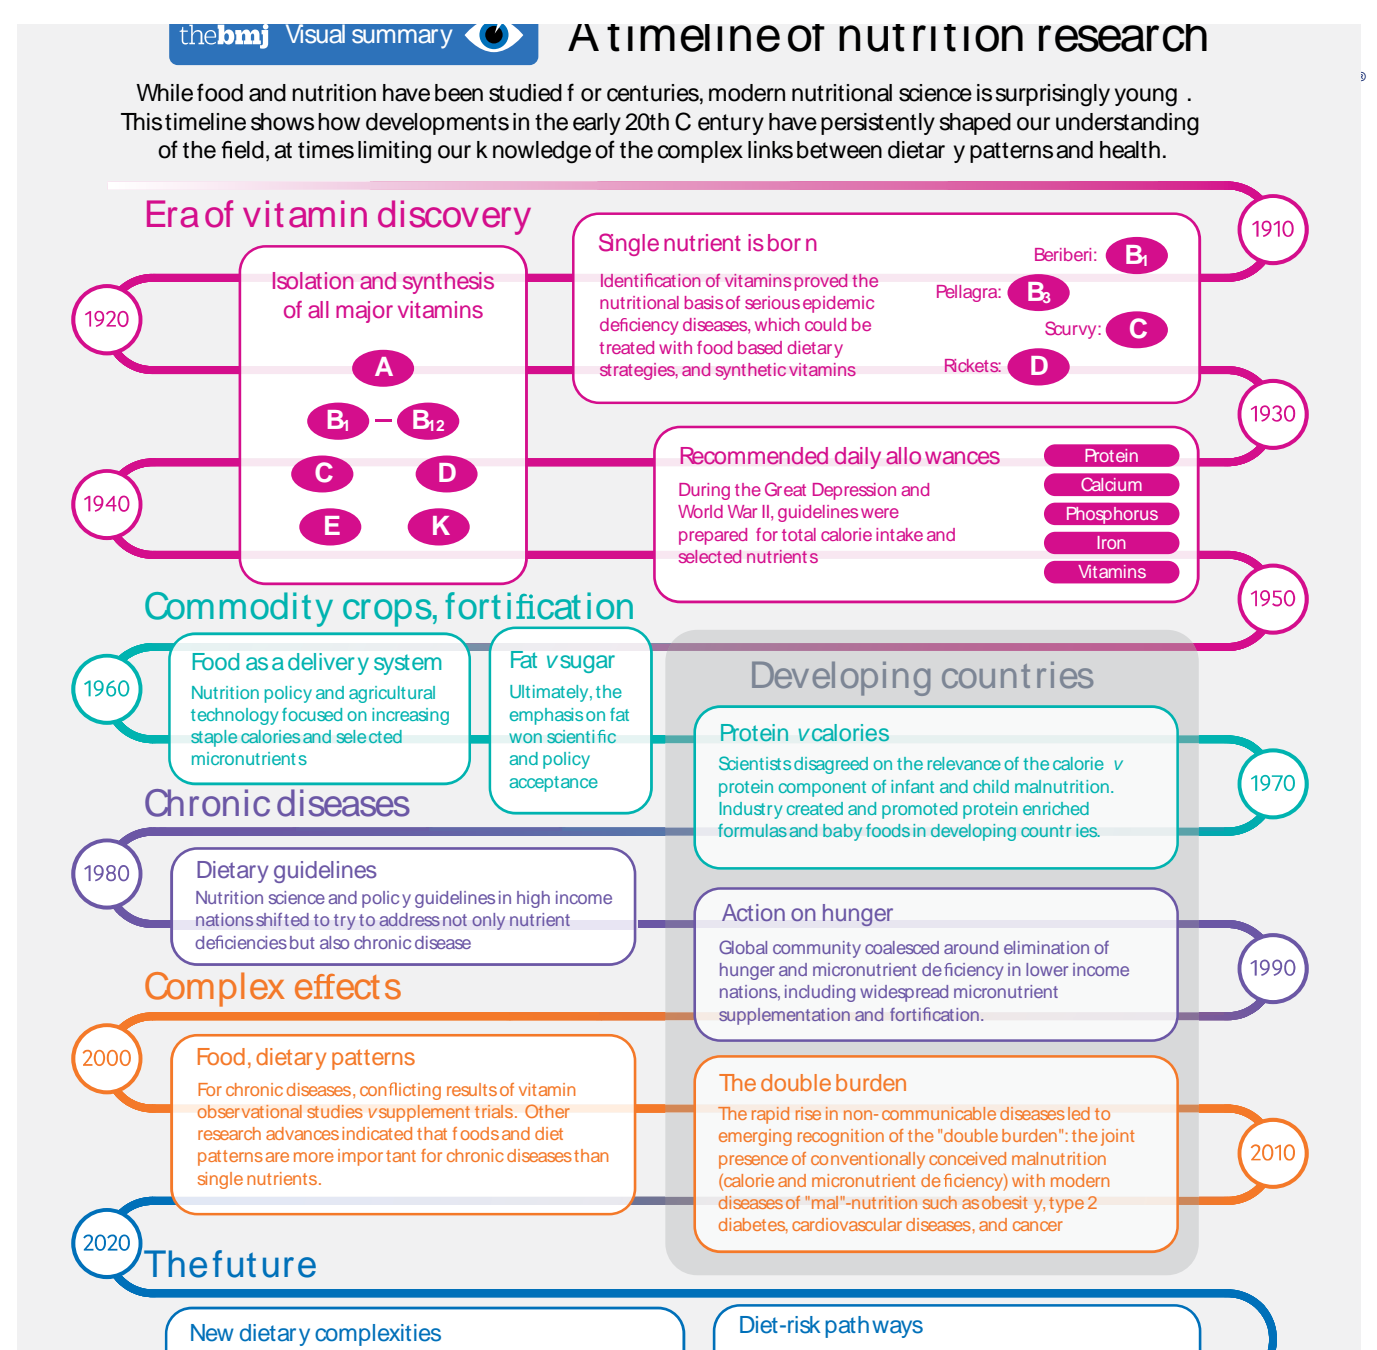 thebmj Visual summary
A timeline of nutrition research
®
While food and nutrition have been studied for centuries, modern nutritional science is surprisingly young.
This timeline shows how developments in the early 20th Century have persistently shaped our understanding
of the field, at times limiting our knowledge of the complex links between dietary patterns and health.
Era of vitamin discovery
1910
Single nutrient is born
Identification of vitamins proved the
nutritional basis of serious epidemic
deficiency diseases, which could be
treated with food based dietary
strategies, and synthetic vitamins
Beriberi: B1
Pellagra: B3
Scurvy: C
Rickets: D
1920
Isolation and synthesis
of all major vitamins
A
B1 – B12
C D
E K
1930
Recommended daily allowances
During the Great Depression and
World War II, guidelines were
prepared for total calorie intake and
selected nutrients
Protein
Calcium
Phosphorus
Iron
Vitamins
1940
1950
Commodity crops, fortification
1960
Food as a delivery system
Nutrition policy and agricultural
technology focused on increasing
staple calories and selected
micronutrients
Fat v sugar
Ultimately, the
emphasis on fat
won scientific
and policy
acceptance
Developing countries
Protein v calories
Scientists disagreed on the relevance of the calorie v
protein component of infant and child malnutrition.
Industry created and promoted protein enriched
formulas and baby foods in developing countries.
1970
Chronic diseases
1980
Dietary guidelines
Nutrition science and policy guidelines in high income
nations shifted to try to address not only nutrient
deficiencies but also chronic disease
Action on hunger
Global community coalesced around elimination of
hunger and micronutrient deficiency in lower income
nations, including widespread micronutrient
supplementation and fortification.
1990
Complex effects
2000
Food, dietary patterns
For chronic diseases, conflicting results of vitamin
observational studies v supplement trials. Other
research advances indicated that foods and diet
patterns are more important for chronic diseases than
single nutrients.
The double burden
The rapid rise in non-communicable diseases led to
emerging recognition of the "double burden": the joint
presence of conventionally conceived malnutrition
(calorie and micronutrient deficiency) with modern
diseases of "mal"-nutrition such as obesity, type 2
diabetes, cardiovascular diseases, and cancer
2010
2020
The future
New dietary complexities
Diet-risk pathways